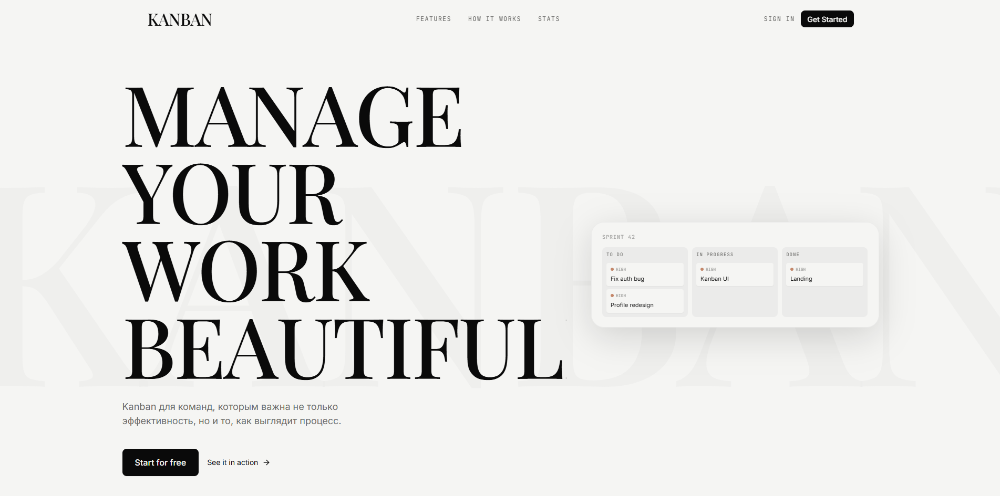 KANBAN
FEATURES HOW IT WORKS STATS
SIGN IN Get Started
MANAGE
YOUR
WORK
BEAUTIFUL
KANBAN
Kanban для команд, которым важна не только
эффективность, но и то, как выглядит процесс.
Start for free See it in action →
SPRINT 42
TO DO
HIGH
Fix auth bug
HIGH
Profile redesign
IN PROGRESS
HIGH
Kanban UI
DONE
HIGH
Landing